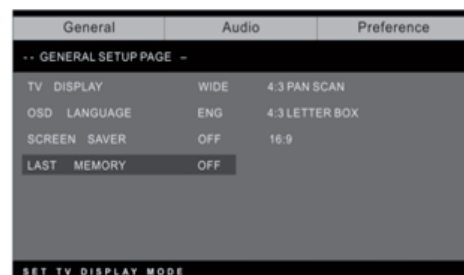 General Audio Preference
-- GENERAL SETUP PAGE –
TV DISPLAY WIDE 4:3 PAN SCAN
OSD LANGUAGE ENG 4:3 LETTER BOX
SCREEN SAVER OFF 16:9
LAST MEMORY OFF
SET TV DISPLAY MODE